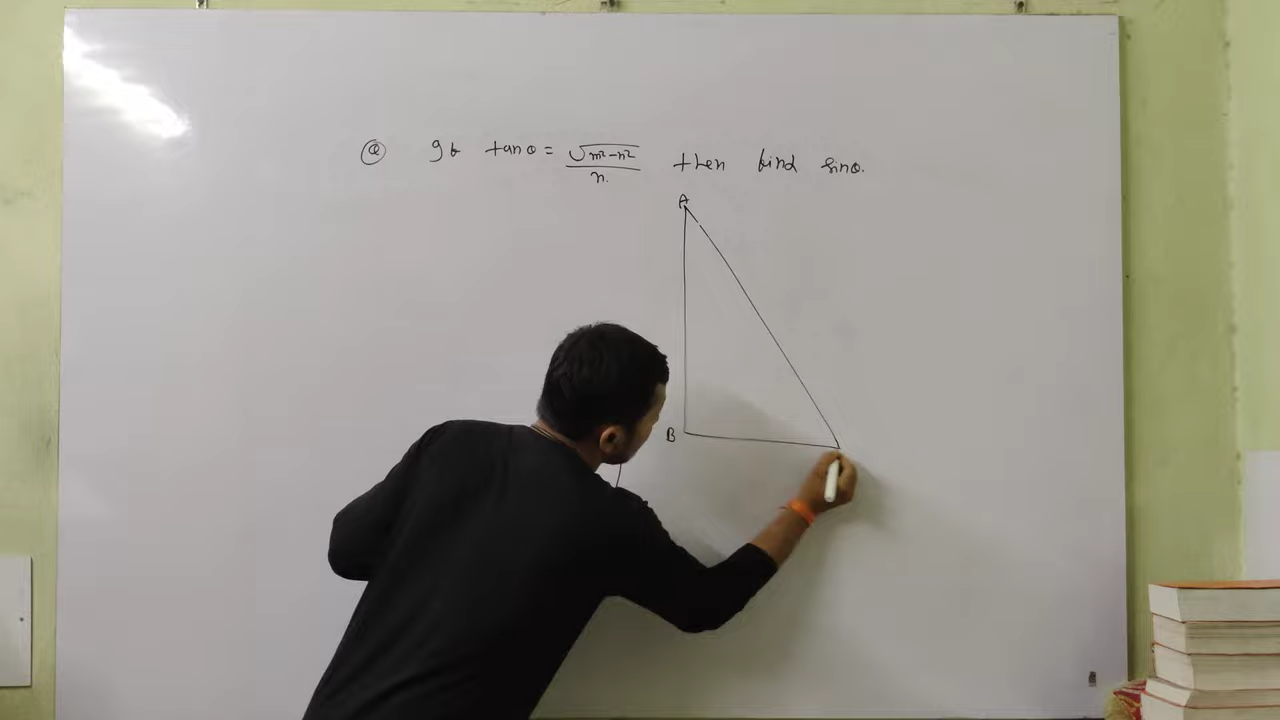 Q If tanθ = √m²-n² / n. then find sinθ.
A
B